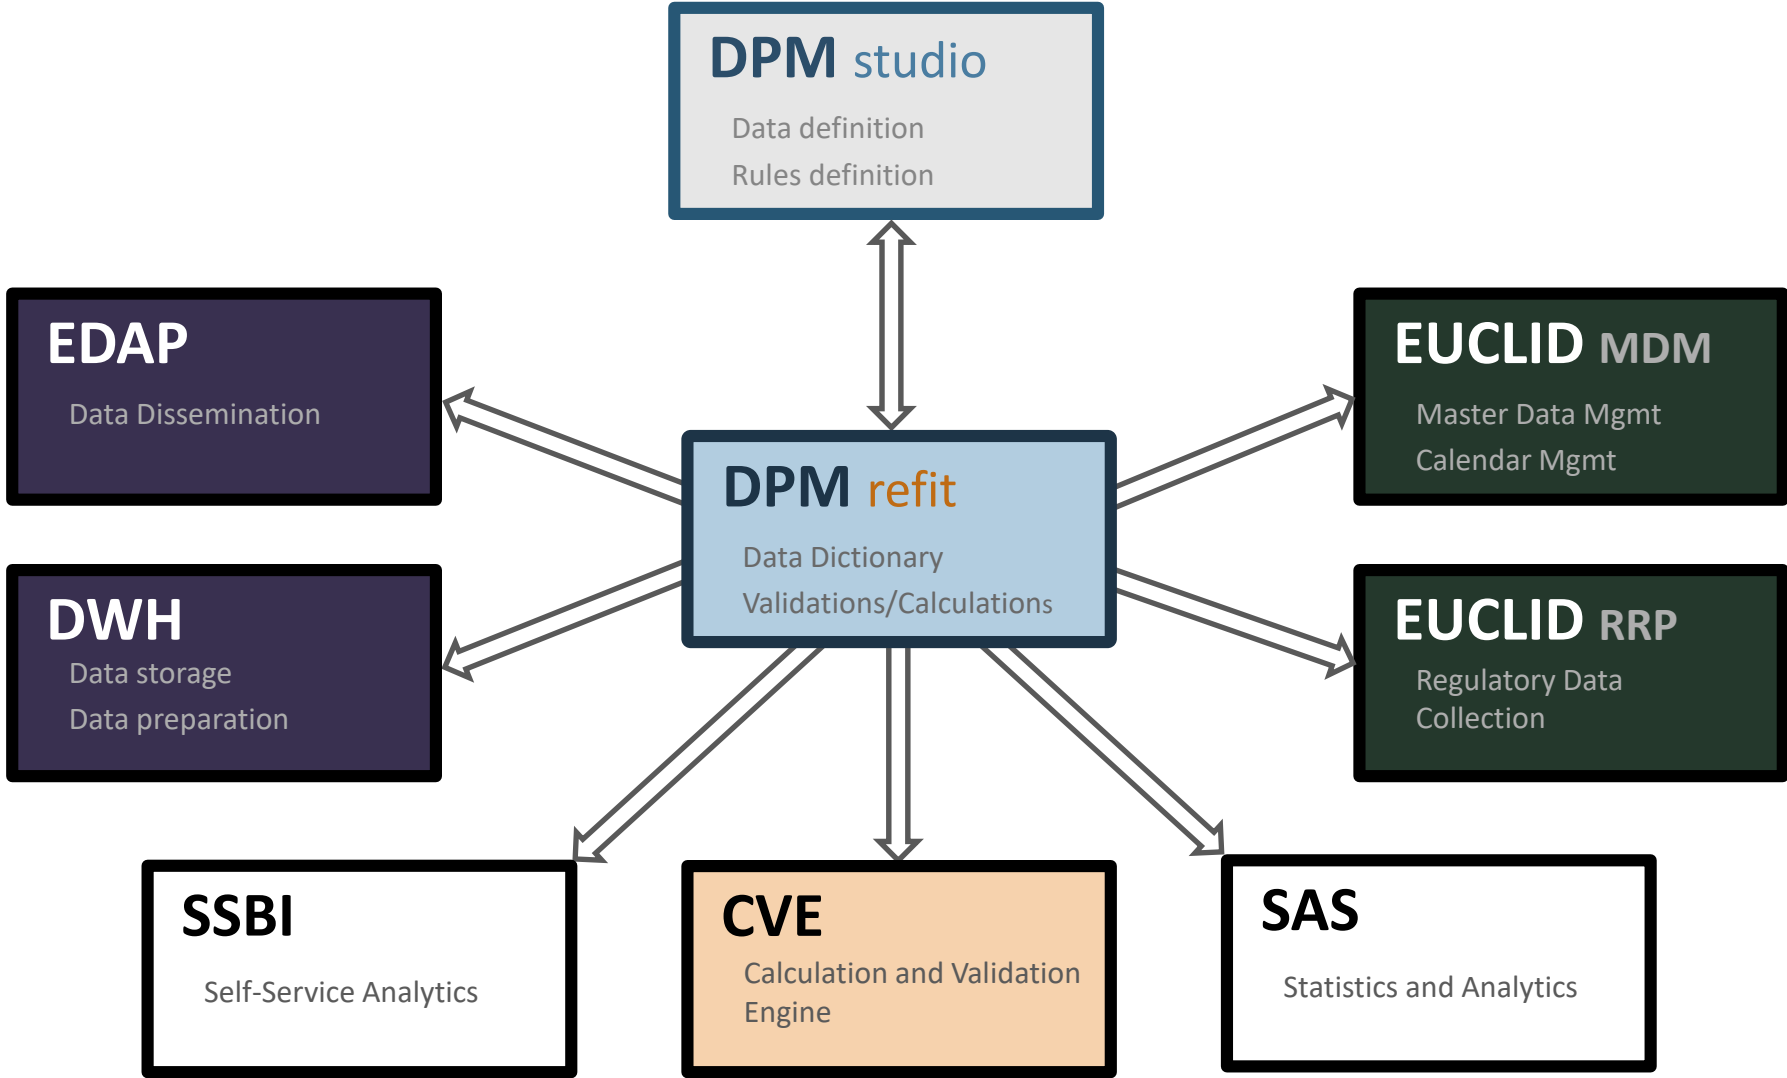 DPM studio
Data definition
Rules definition
EDAP
Data Dissemination
EUCLID MDM
Master Data Mgmt
Calendar Mgmt
DPM refit
Data Dictionary
Validations/Calculations
DWH
Data storage
Data preparation
EUCLID RRP
Regulatory Data
Collection
SSBI
Self-Service Analytics
CVE
Calculation and Validation
Engine
SAS
Statistics and Analytics